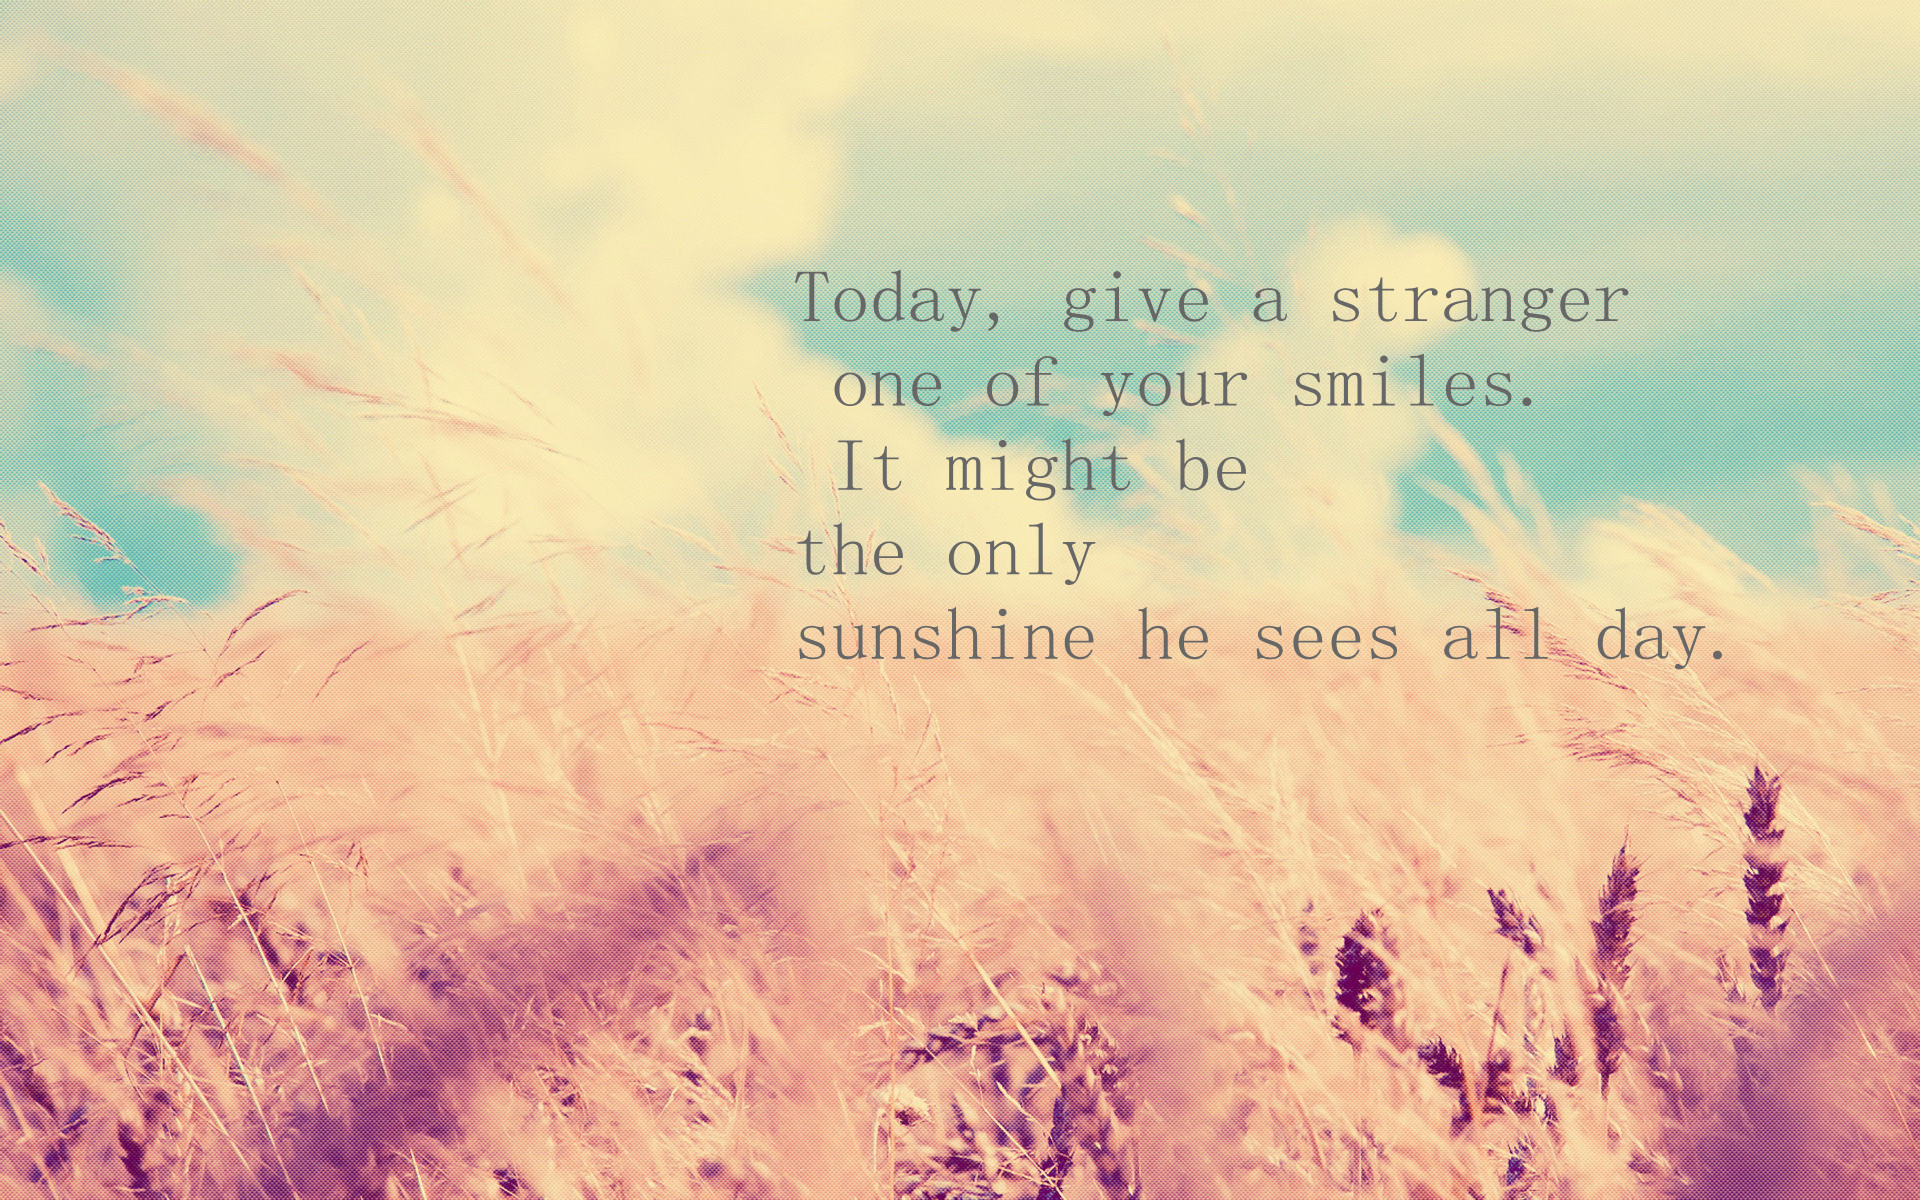 Today, give a stranger
one of your smiles.
It might be
the only
sunshine he sees all day.